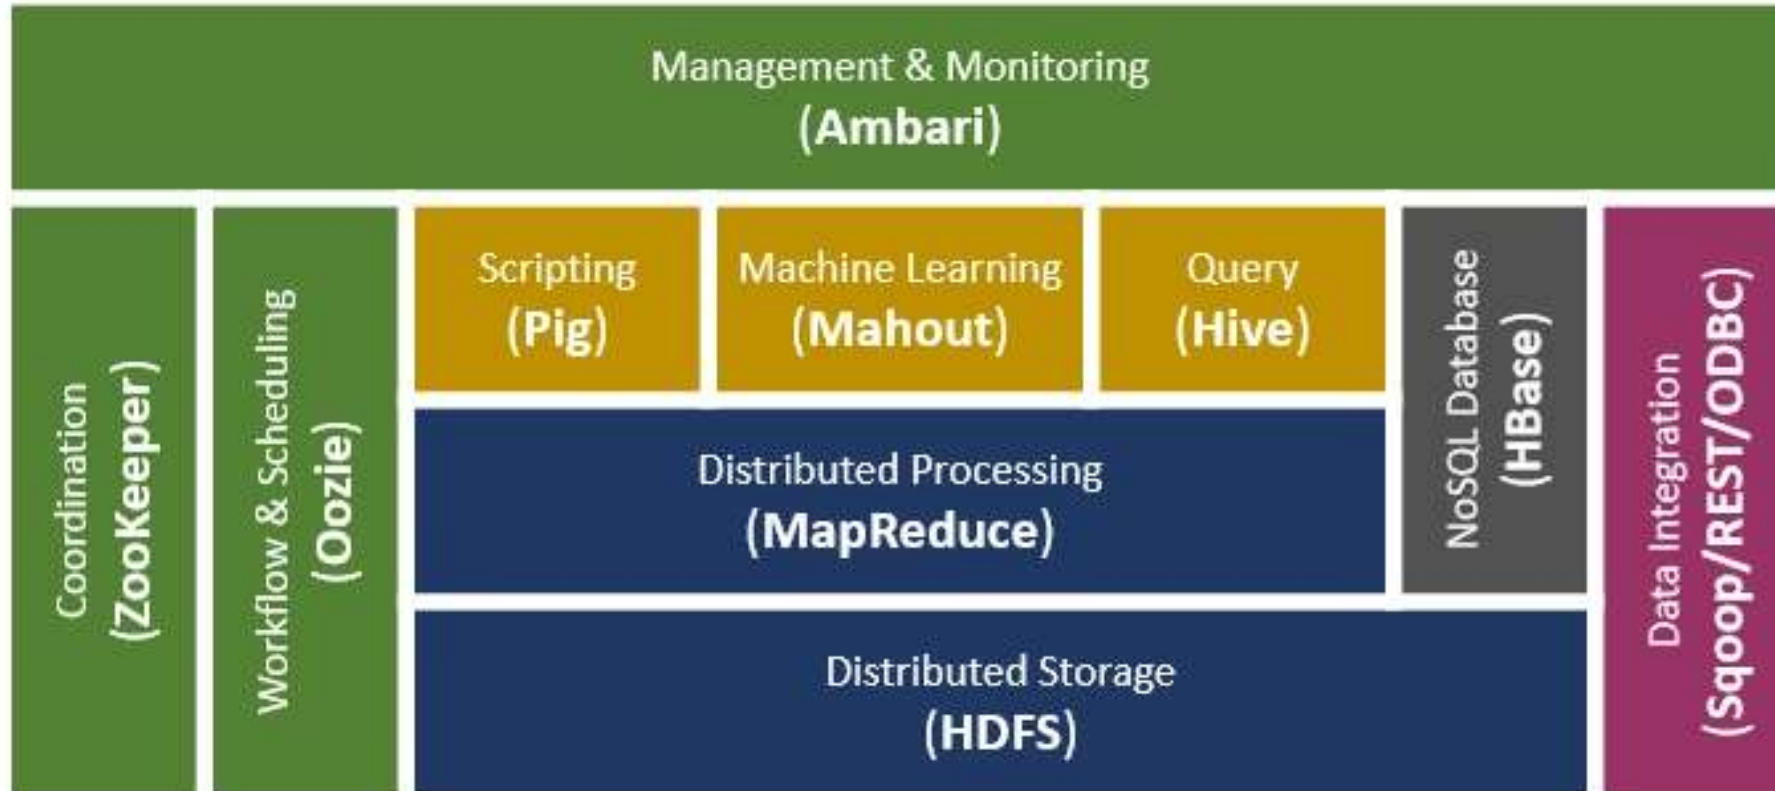 Management & Monitoring
(Ambari)
Coordination
(ZooKeeper)
Workflow & Scheduling
(Oozie)
Scripting
(Pig)
Machine Learning
(Mahout)
Query
(Hive)
Distributed Processing
(MapReduce)
NoSQL Database
(HBase)
Distributed Storage
(HDFS)
Data Integration
(Sqoop/REST/ODBC)